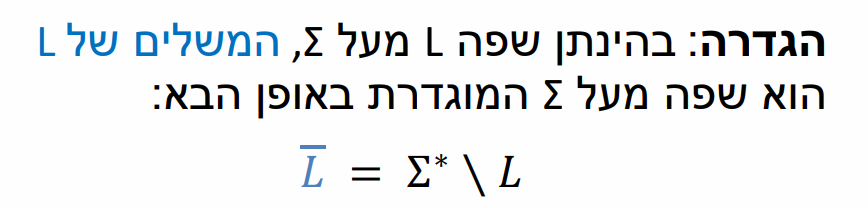 הגדרה: בהינתן שפה L מעל Σ, המשלים של L
הוא שפה מעל Σ המוגדרת באופן הבא:
L̅ = Σ* \ L